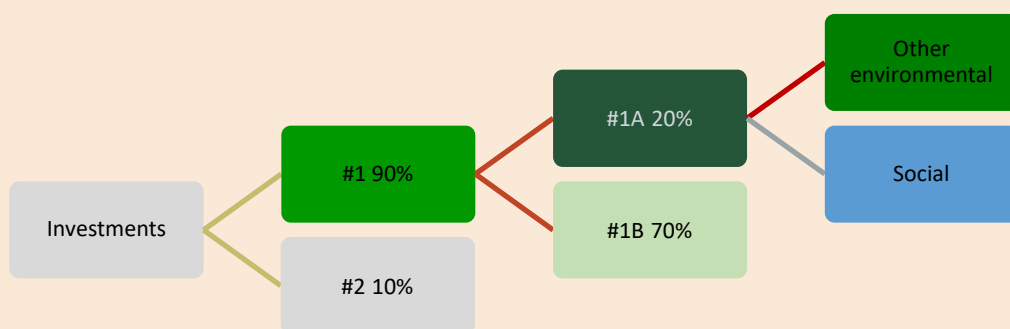 Investments
#1 90%
#2 10%
#1A 20%
#1B 70%
Other
environmental
Social